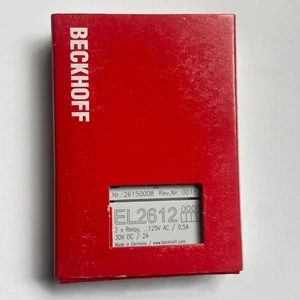 BECKHOFF
Nr.:26150008 Rev.Nr.:0018
EL2612
2 x Relay, ...125V AC / 0,5A
30V DC / 2A
Made in Germany / www.beckhoff.com